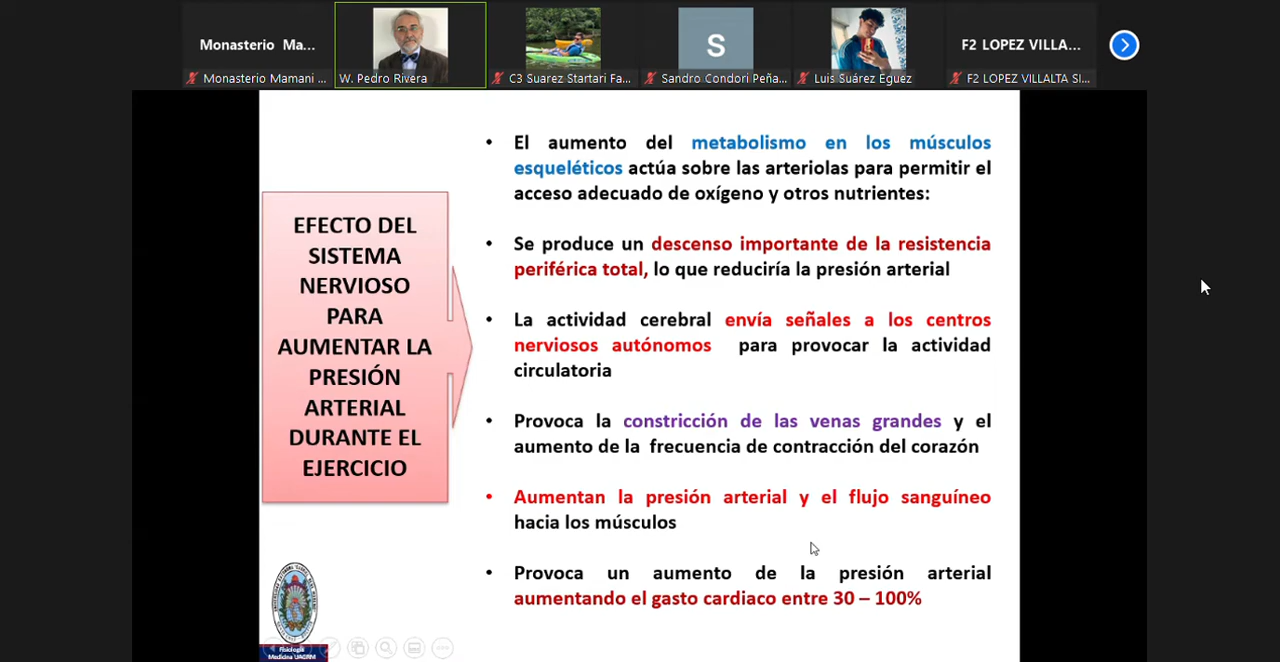 Monasterio Ma...
S
F2 LOPEZ VILLA...
Monasterio Mamani ...
W. Pedro Rivera
C3 Suarez Startari Fa...
Sandro Condori Peña...
Luis Suárez Eguez
F2 LOPEZ VILLALTA SI...
EFECTO DEL
SISTEMA
NERVIOSO
PARA
AUMENTAR LA
PRESIÓN
ARTERIAL
DURANTE EL
EJERCICIO
• El aumento del metabolismo en los músculos
esqueléticos actúa sobre las arteriolas para permitir el
acceso adecuado de oxígeno y otros nutrientes:
• Se produce un descenso importante de la resistencia
periférica total, lo que reduciría la presión arterial
• La actividad cerebral envía señales a los centros
nerviosos autónomos para provocar la actividad
circulatoria
• Provoca la constricción de las venas grandes y el
aumento de la frecuencia de contracción del corazón
• Aumentan la presión arterial y el flujo sanguíneo
hacia los músculos
• Provoca un aumento de la presión arterial
aumentando el gasto cardiaco entre 30 – 100%
Fisiología
Medicina UAGRM